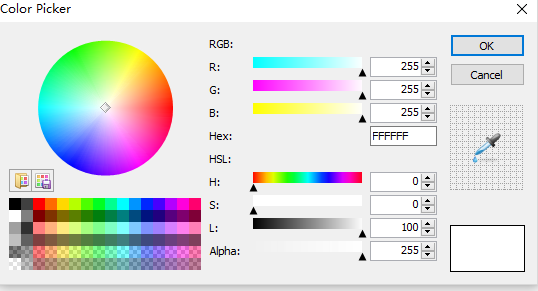 Color Picker
RGB:
R: 255
G: 255
B: 255
Hex: FFFFFF
HSL:
H: 0
S: 0
L: 100
Alpha: 255
OK
Cancel